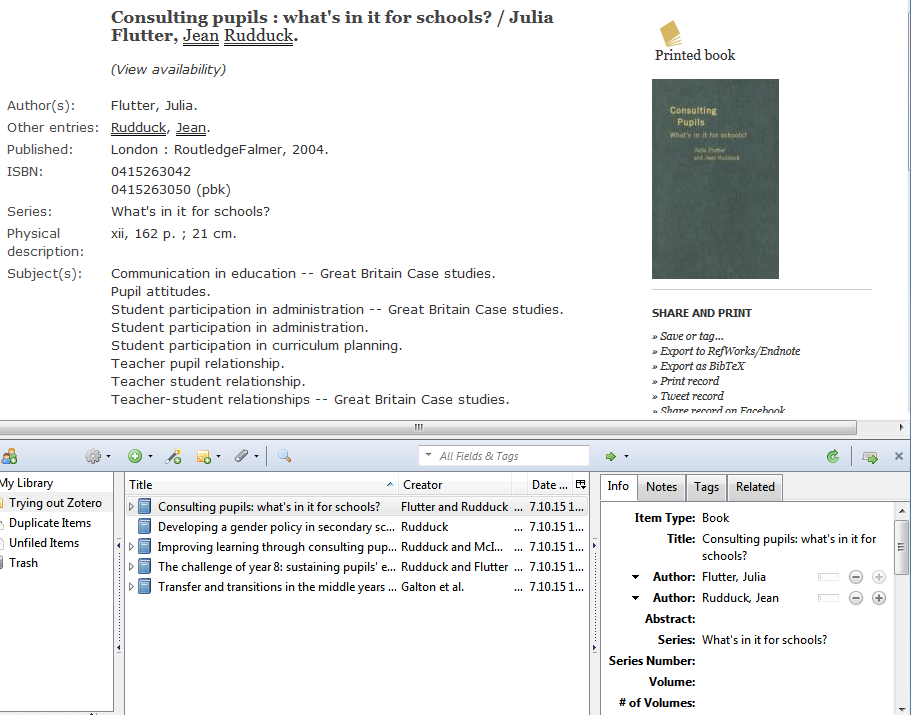 Consulting pupils : what's in it for schools? / Julia
Flutter, Jean Rudduck.
(View availability)
Author(s): Flutter, Julia.
Other entries: Rudduck, Jean.
Published: London : RoutledgeFalmer, 2004.
ISBN: 0415263042
0415263050 (pbk)
Series: What's in it for schools?
Physical description: xii, 162 p. ; 21 cm.
Subject(s): Communication in education -- Great Britain Case studies.
Pupil attitudes.
Student participation in administration -- Great Britain Case studies.
Student participation in administration.
Student participation in curriculum planning.
Teacher pupil relationship.
Teacher student relationship.
Teacher-student relationships -- Great Britain Case studies.
Printed book
Consulting
Pupils
What's in it for schools?
Julia Flutter
and Jean Rudduck
SHARE AND PRINT
» Save or tag...
» Export to RefWorks/Endnote
» Export as BibTeX
» Print record
» Tweet record
» Share record on Facebook
All Fields & Tags
My Library
Trying out Zotero
Duplicate Items
Unfiled Items
Trash
Title Creator Date ...
Consulting pupils: what's in it for schools? Flutter and Rudduck ... 7.10.15 1...
Developing a gender policy in secondary sc... Rudduck ... 7.10.15 1...
Improving learning through consulting pup... Rudduck and McI... ... 7.10.15 1...
The challenge of year 8: sustaining pupils' e... Rudduck and Flutter ... 7.10.15 1...
Transfer and transitions in the middle years ... Galton et al. ... 7.10.15 1...
Info Notes Tags Related
Item Type: Book
Title: Consulting pupils: what's in it for
schools?
Author: Flutter, Julia
Author: Rudduck, Jean
Abstract:
Series: What's in it for schools?
Series Number:
Volume:
# of Volumes: